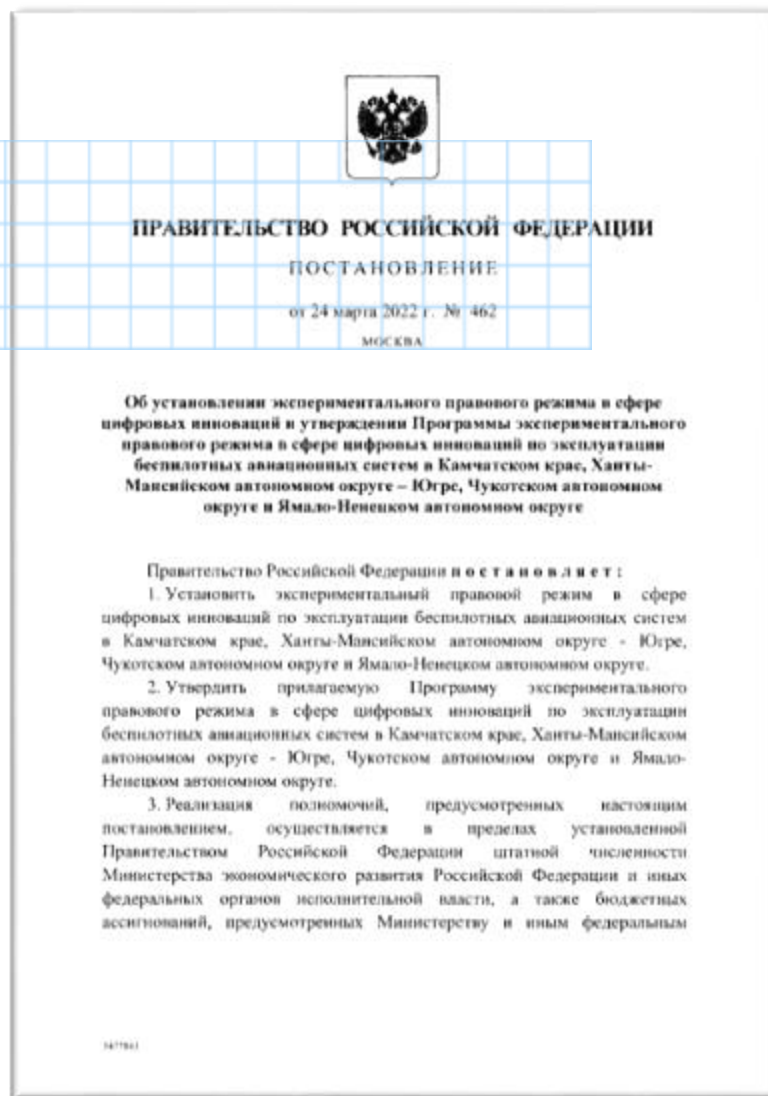 ПРАВИТЕЛЬСТВО РОССИЙСКОЙ ФЕДЕРАЦИИ
ПОСТАНОВЛЕНИЕ
от 24 марта 2022 г. № 462
МОСКВА
Об установлении экспериментального правового режима в сфере
цифровых инноваций и утверждении Программы экспериментального
правового режима в сфере цифровых инноваций по эксплуатации
беспилотных авиационных систем в Камчатском крае, Ханты-
Мансийском автономном округе – Югре, Чукотском автономном
округе и Ямало-Ненецком автономном округе
Правительство Российской Федерации постановляет:
1. Установить экспериментальный правовой режим в сфере
цифровых инноваций по эксплуатации беспилотных авиационных систем
в Камчатском крае, Ханты-Мансийском автономном округе - Югре,
Чукотском автономном округе и Ямало-Ненецком автономном округе.
2. Утвердить прилагаемую Программу экспериментального
правового режима в сфере цифровых инноваций по эксплуатации
беспилотных авиационных систем в Камчатском крае, Ханты-Мансийском
автономном округе - Югре, Чукотском автономном округе и Ямало-
Ненецком автономном округе.
3. Реализация полномочий, предусмотренных настоящим
постановлением, осуществляется в пределах установленной
Правительством Российской Федерации штатной численности
Министерства экономического развития Российской Федерации и иных
федеральных органов исполнительной власти, а также бюджетных
ассигнований, предусмотренных Министерству и иным федеральным